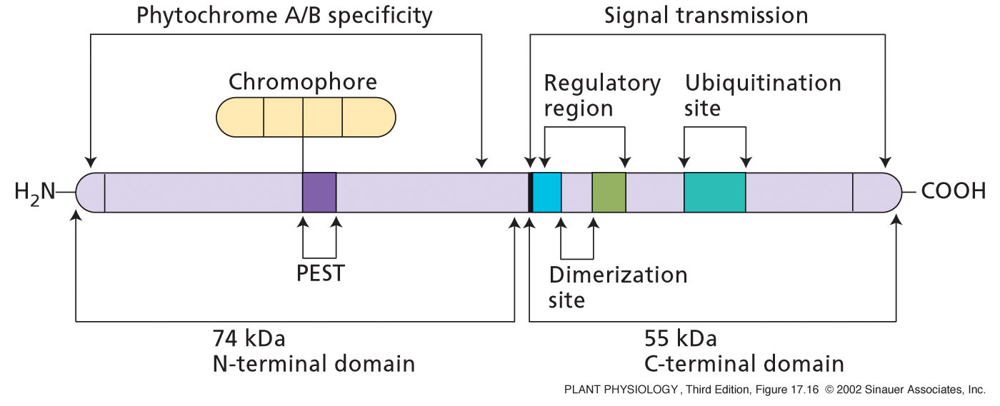 Phytochrome A/B specificity
Signal transmission
Chromophore
Regulatory
region
Ubiquitination
site
H₂N
COOH
PEST
Dimerization
site
74 kDa
N-terminal domain
55 kDa
C-terminal domain
PLANT PHYSIOLOGY, Third Edition, Figure 17.16 © 2002 Sinauer Associates, Inc.